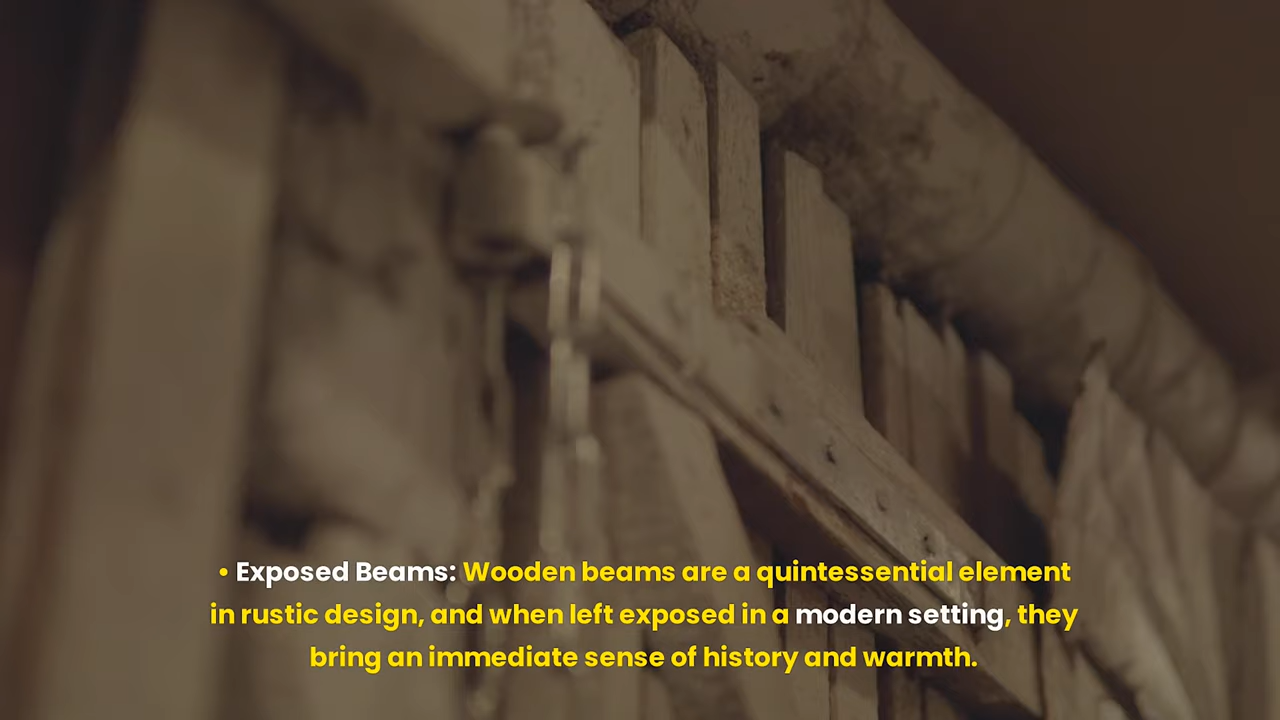 • Exposed Beams: Wooden beams are a quintessential element
in rustic design, and when left exposed in a modern setting, they
bring an immediate sense of history and warmth.